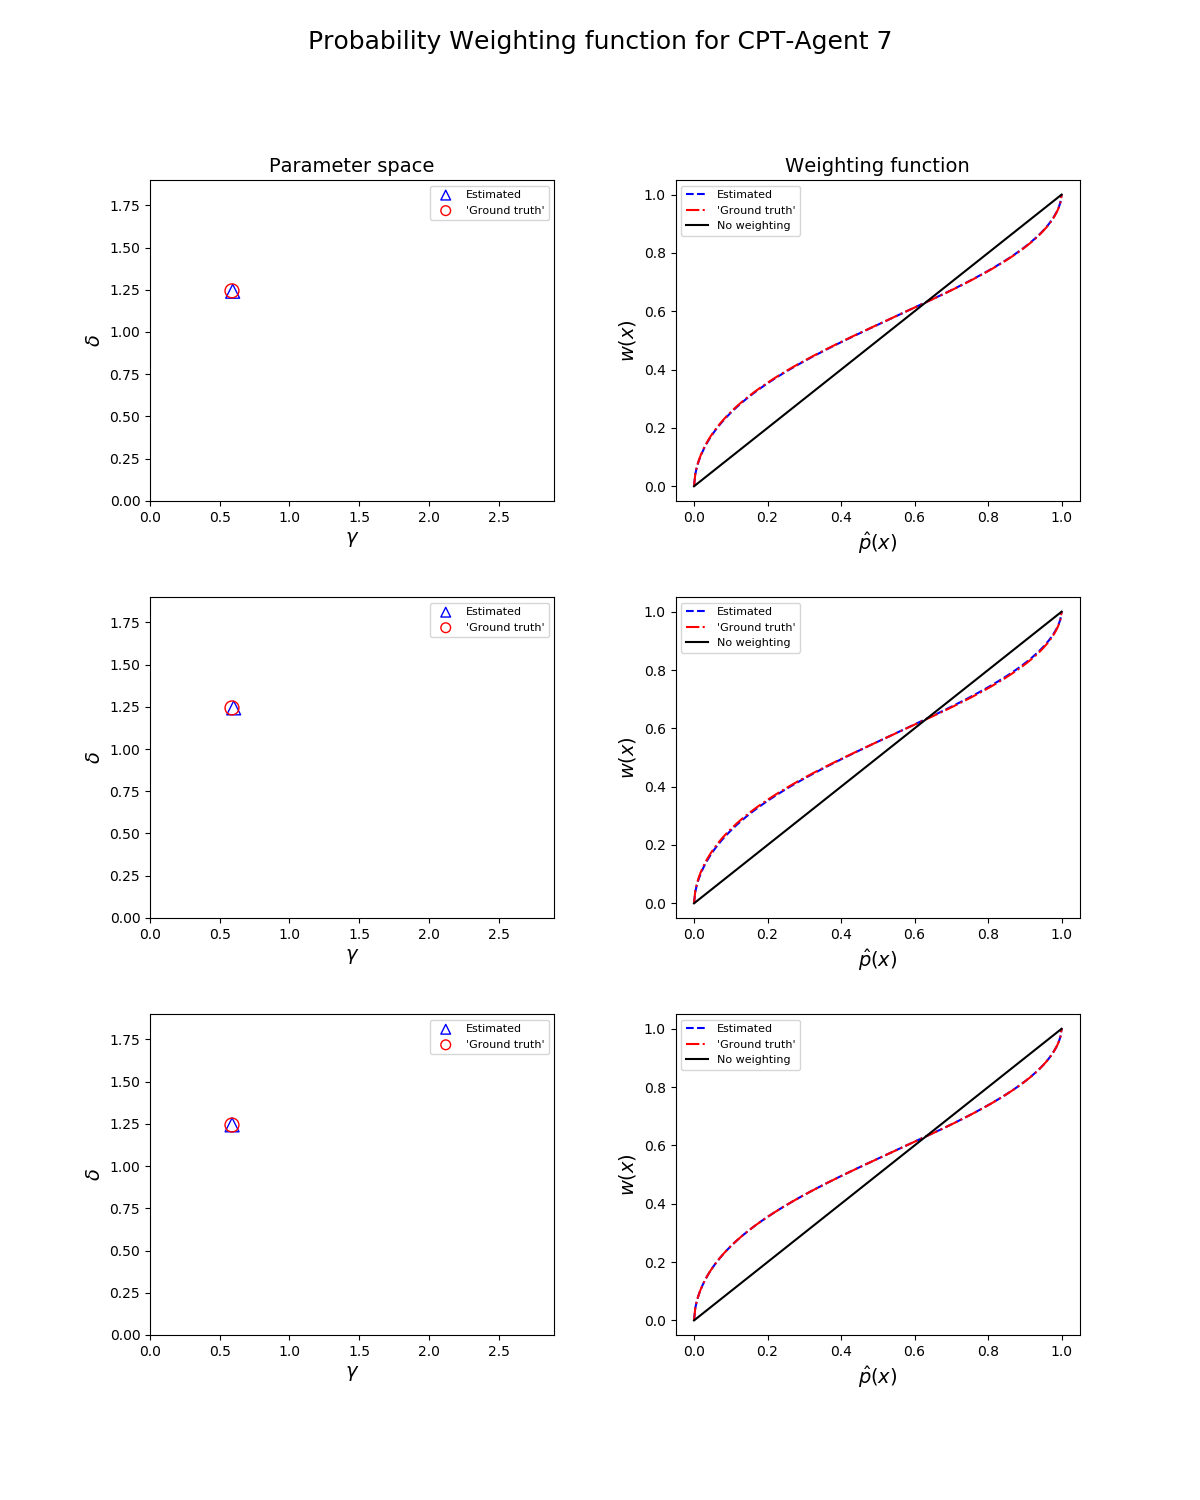 Probability Weighting function for CPT-Agent 7
Parameter space
Weighting function
1.75
1.50
1.25
1.00
0.75
0.50
0.25
0.00
δ
0.0 0.5 1.0 1.5 2.0 2.5
γ
Estimated
'Ground truth'
1.0
0.8
0.6
0.4
0.2
0.0
w(x)
0.0 0.2 0.4 0.6 0.8 1.0
p̂(x)
Estimated
'Ground truth'
No weighting
1.75
1.50
1.25
1.00
0.75
0.50
0.25
0.00
δ
0.0 0.5 1.0 1.5 2.0 2.5
γ
Estimated
'Ground truth'
1.0
0.8
0.6
0.4
0.2
0.0
w(x)
0.0 0.2 0.4 0.6 0.8 1.0
p̂(x)
Estimated
'Ground truth'
No weighting
1.75
1.50
1.25
1.00
0.75
0.50
0.25
0.00
δ
0.0 0.5 1.0 1.5 2.0 2.5
γ
Estimated
'Ground truth'
1.0
0.8
0.6
0.4
0.2
0.0
w(x)
0.0 0.2 0.4 0.6 0.8 1.0
p̂(x)
Estimated
'Ground truth'
No weighting